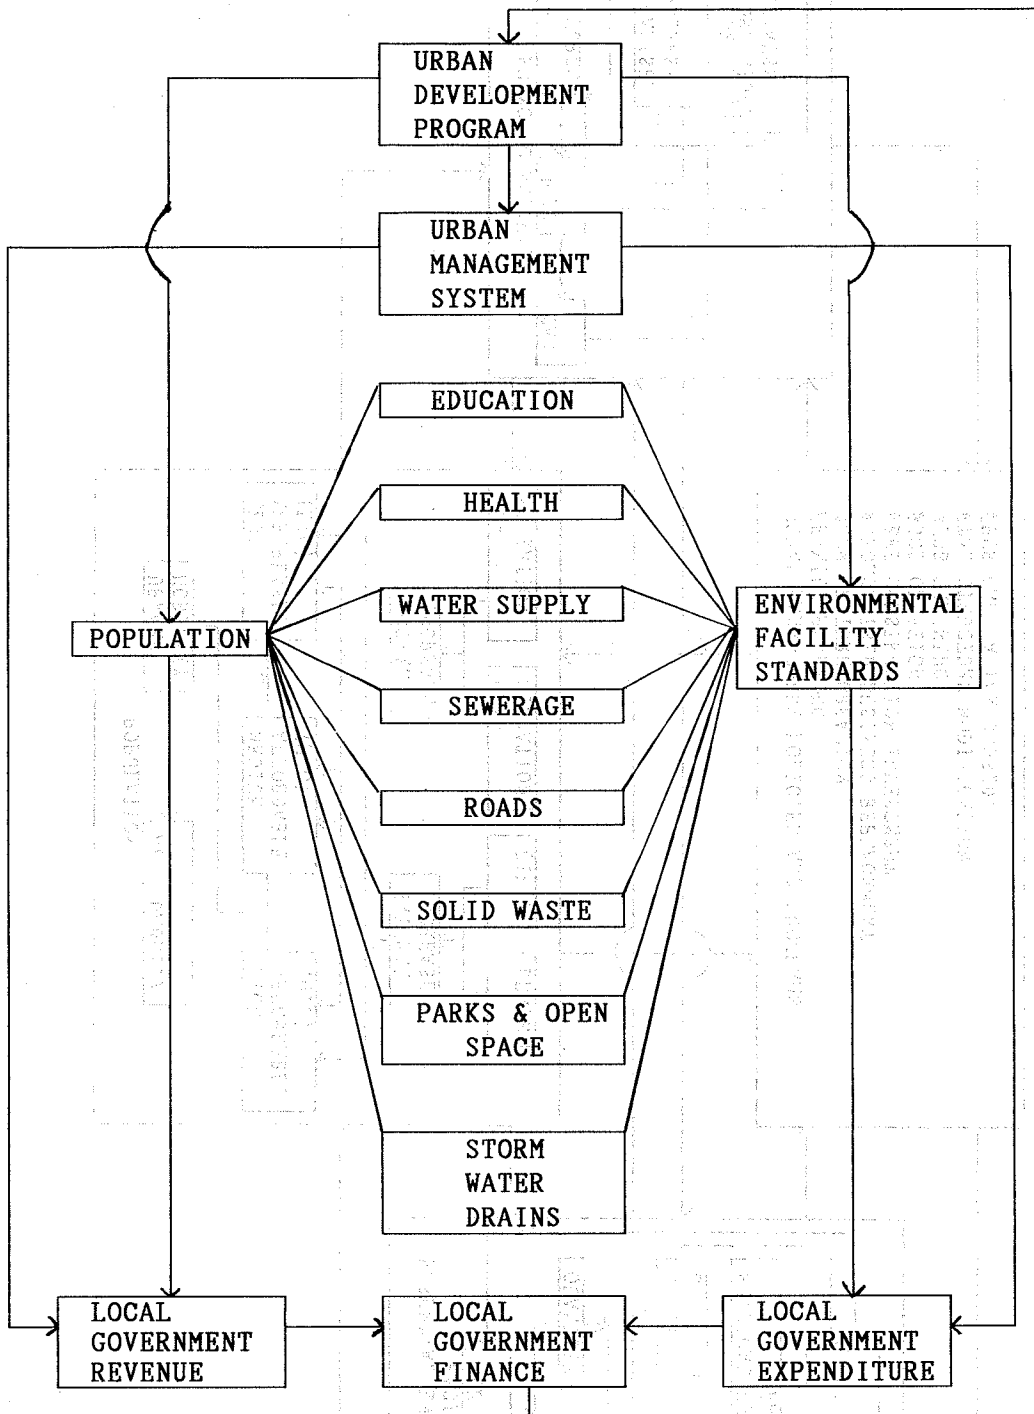 URBAN
DEVELOPMENT
PROGRAM
URBAN
MANAGEMENT
SYSTEM
EDUCATION
HEALTH
WATER SUPPLY
SEWERAGE
ROADS
SOLID WASTE
PARKS & OPEN
SPACE
STORM
WATER
DRAINS
POPULATION
ENVIRONMENTAL
FACILITY
STANDARDS
LOCAL
GOVERNMENT
REVENUE
LOCAL
GOVERNMENT
FINANCE
LOCAL
GOVERNMENT
EXPENDITURE